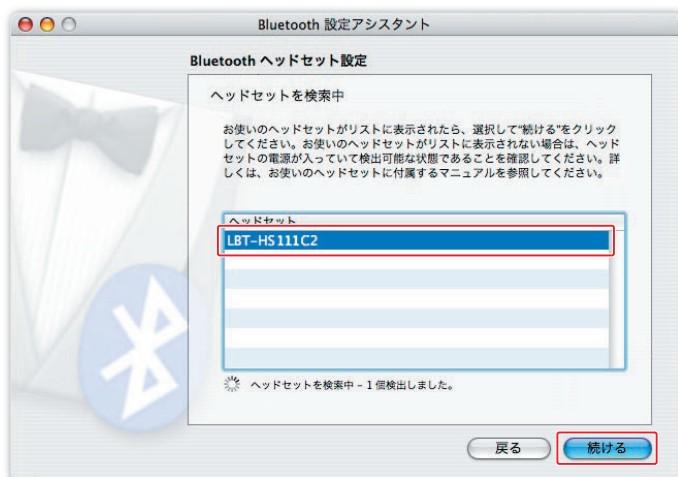 Bluetooth 設定アシスタント
Bluetooth ヘッドセット設定
ヘッドセットを検索中
お使いのヘッドセットがリストに表示されたら、選択して“続ける”をクリック
してください。お使いのヘッドセットがリストに表示されない場合は、ヘッド
セットの電源が入っていて検出可能な状態であることを確認してください。詳
しくは、お使いのヘッドセットに付属するマニュアルを参照してください。
ヘッドセット
LBT-HS111C2
ヘッドセットを検索中 – 1 個検出しました。
戻る
続ける